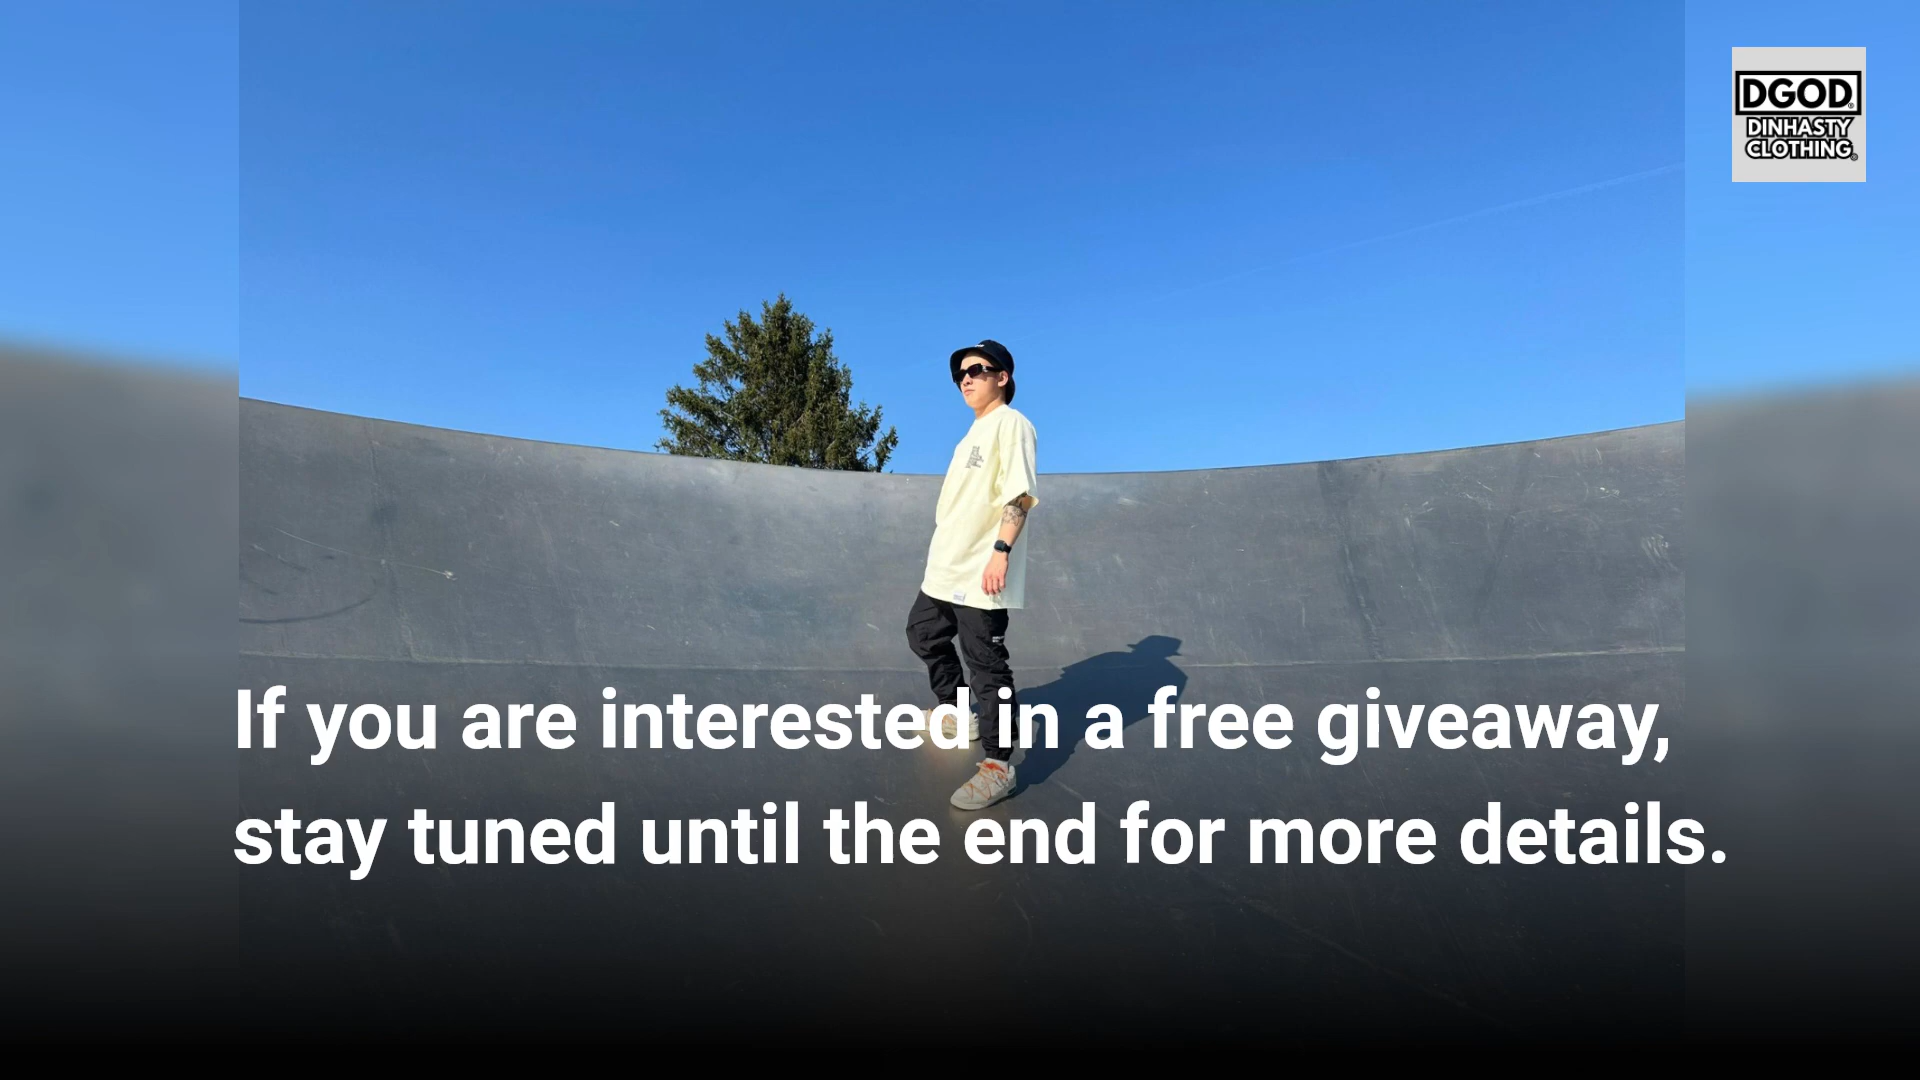 DGOD®
DINHASTY
CLOTHING®
If you are interested in a free giveaway,
stay tuned until the end for more details.